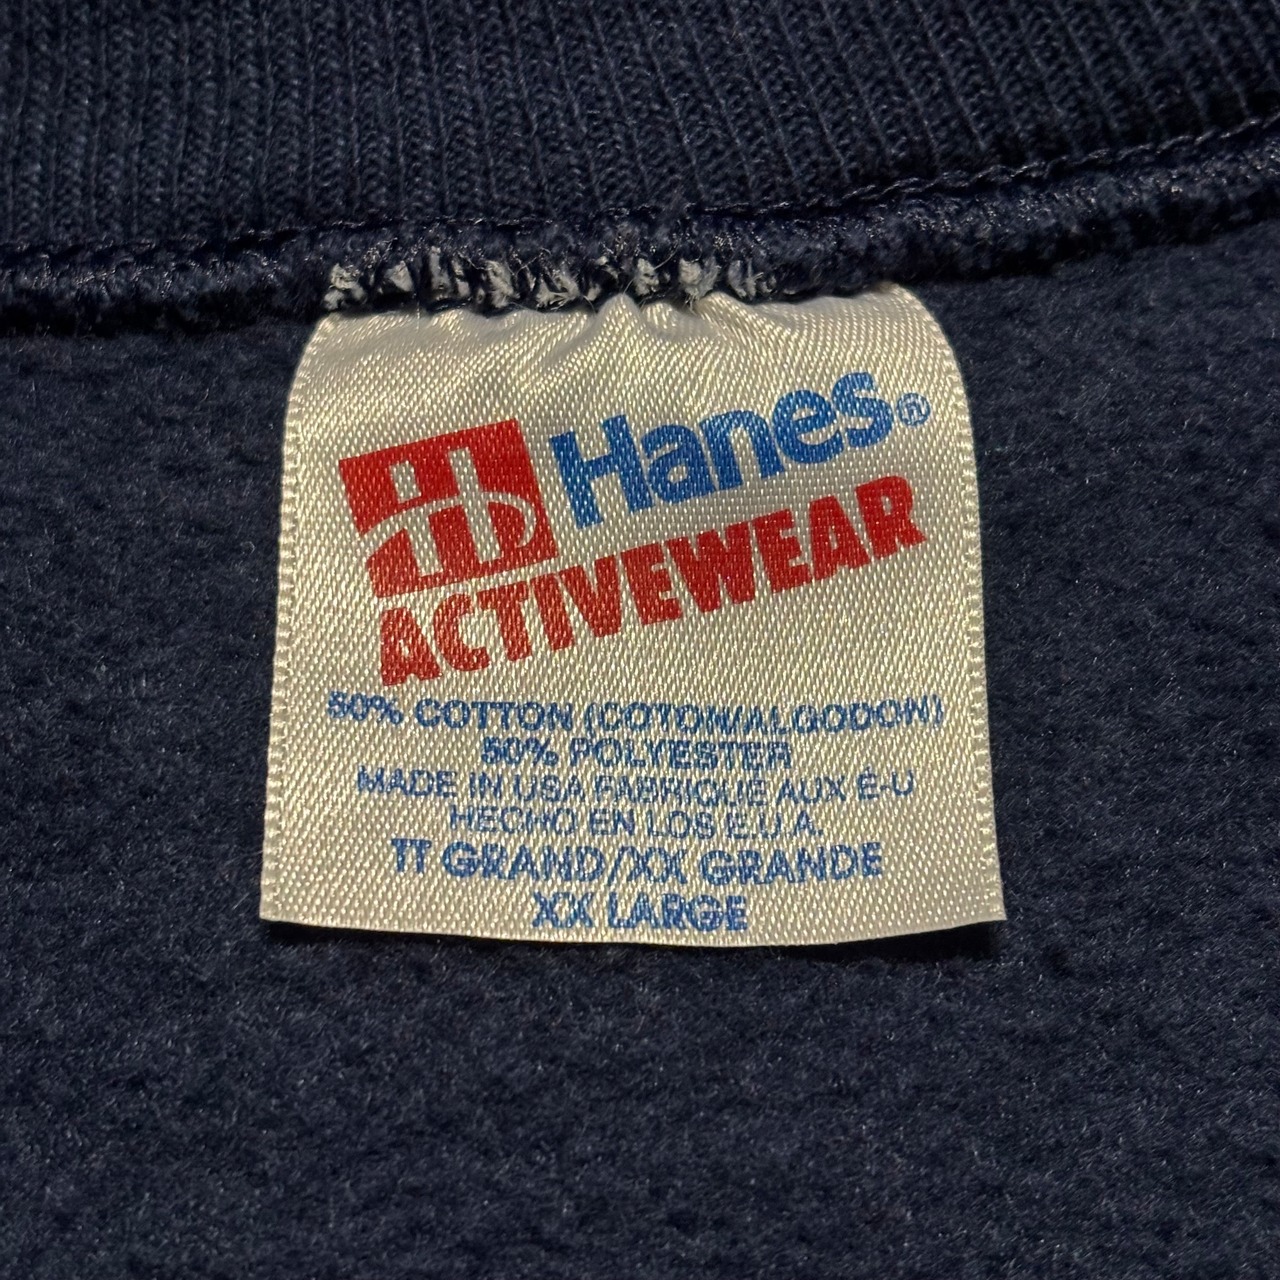 Hanes®
ACTIVEWEAR
50% COTTON (COTON/ALGODON)
50% POLYESTER
MADE IN USA FABRIQUÉ AUX É-U
HECHO EN LOS E.U.A.
TT GRAND/XX GRANDE
XX LARGE